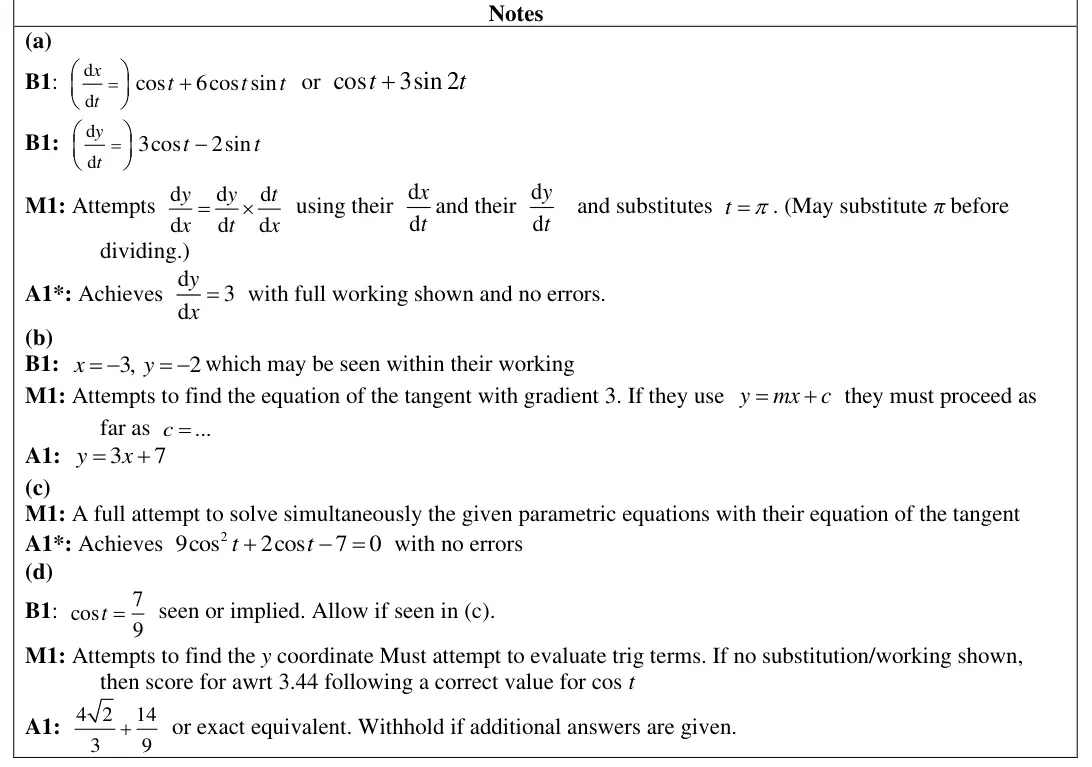 Notes
(a)
B1: (dx/dt =) cos t + 6cos t sin t or cos t + 3sin 2t
B1: (dy/dt =) 3cos t − 2sin t
M1: Attempts dy/dx = dy/dt × dt/dx using their dx/dt and their dy/dt and substitutes t = π. (May substitute π before
dividing.)
A1*: Achieves dy/dx = 3 with full working shown and no errors.
(b)
B1: x = −3, y = −2 which may be seen within their working
M1: Attempts to find the equation of the tangent with gradient 3. If they use y = mx + c they must proceed as
far as c = ...
A1: y = 3x + 7
(c)
M1: A full attempt to solve simultaneously the given parametric equations with their equation of the tangent
A1*: Achieves 9cos² t + 2cos t − 7 = 0 with no errors
(d)
B1: cos t = 7/9 seen or implied. Allow if seen in (c).
M1: Attempts to find the y coordinate Must attempt to evaluate trig terms. If no substitution/working shown,
then score for awrt 3.44 following a correct value for cos t
A1: 4√2/3 + 14/9 or exact equivalent. Withhold if additional answers are given.